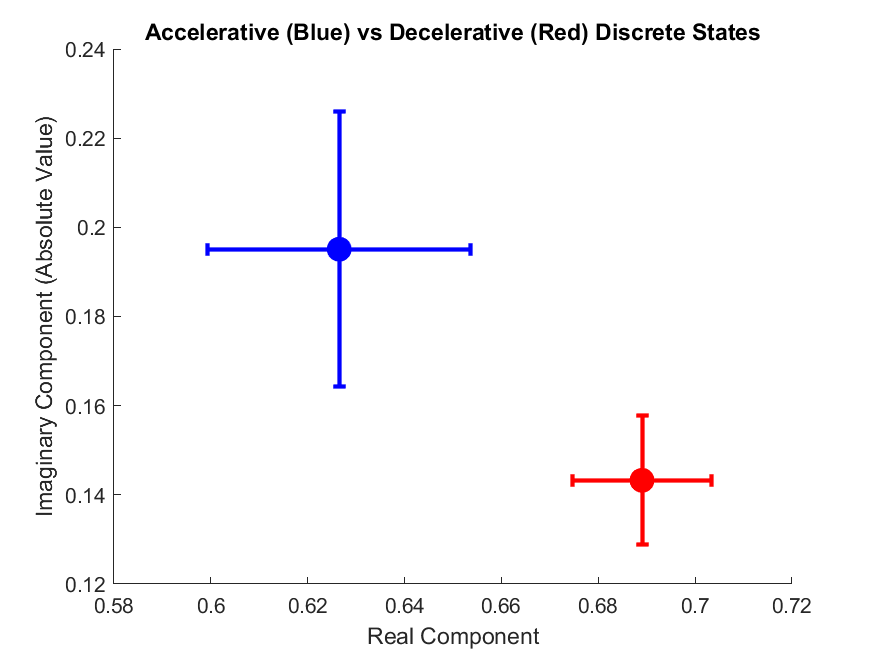 Accelerative (Blue) vs Decelerative (Red) Discrete States
0.24
0.22
0.2
0.18
0.16
0.14
0.12
Imaginary Component (Absolute Value)
0.58 0.6 0.62 0.64 0.66 0.68 0.7 0.72
Real Component